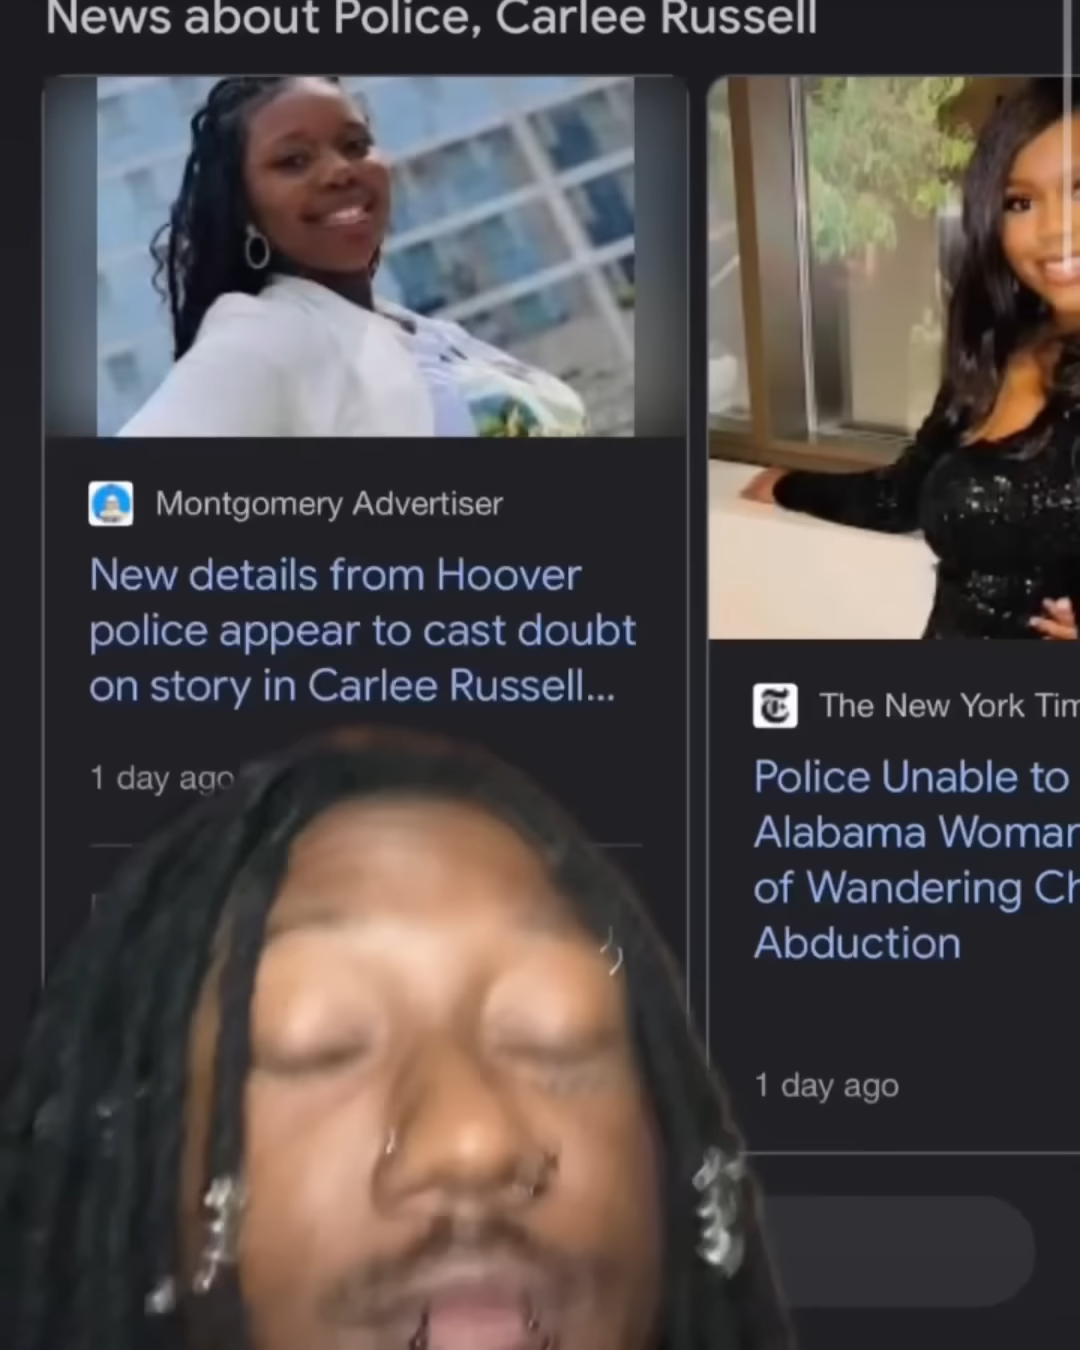 News about Police, Carlee Russell
Montgomery Advertiser
New details from Hoover
police appear to cast doubt
on story in Carlee Russell...
1 day ago
The New York Tim
Police Unable to
Alabama Woman
of Wandering Ch
Abduction
1 day ago